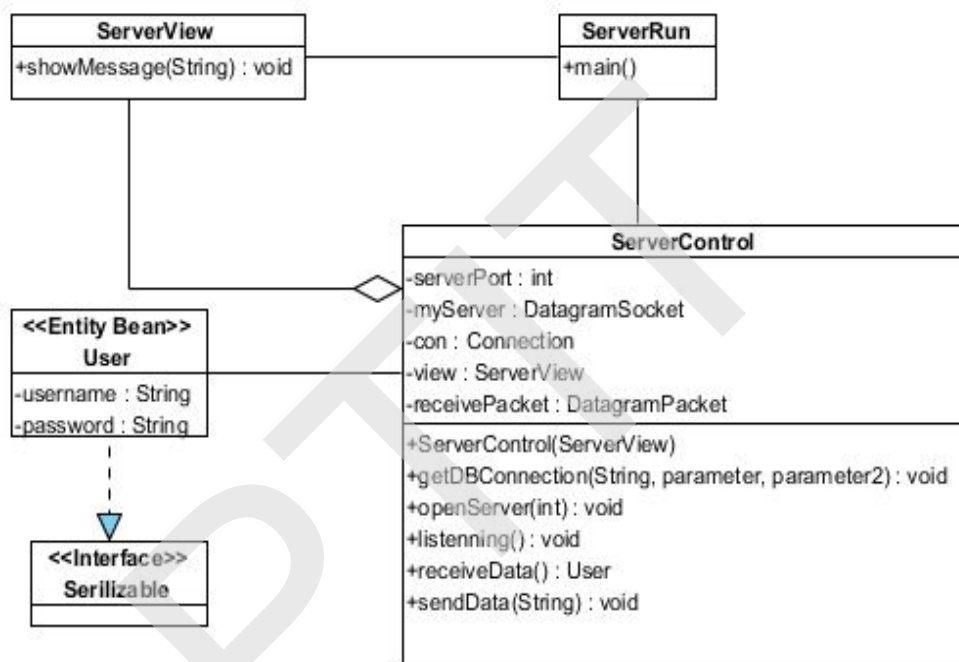 ServerView
+showMessage(String) : void
ServerRun
+main()
ServerControl
-serverPort : int
-myServer : DatagramSocket
-con : Connection
-view : ServerView
-receivePacket : DatagramPacket
+ServerControl(ServerView)
+getDBConnection(String, parameter, parameter2) : void
+openServer(int) : void
+listenning() : void
+receiveData() : User
+sendData(String) : void
<<Entity Bean>>
User
-username : String
-password : String
<<Interface>>
Serilizable
PTIT